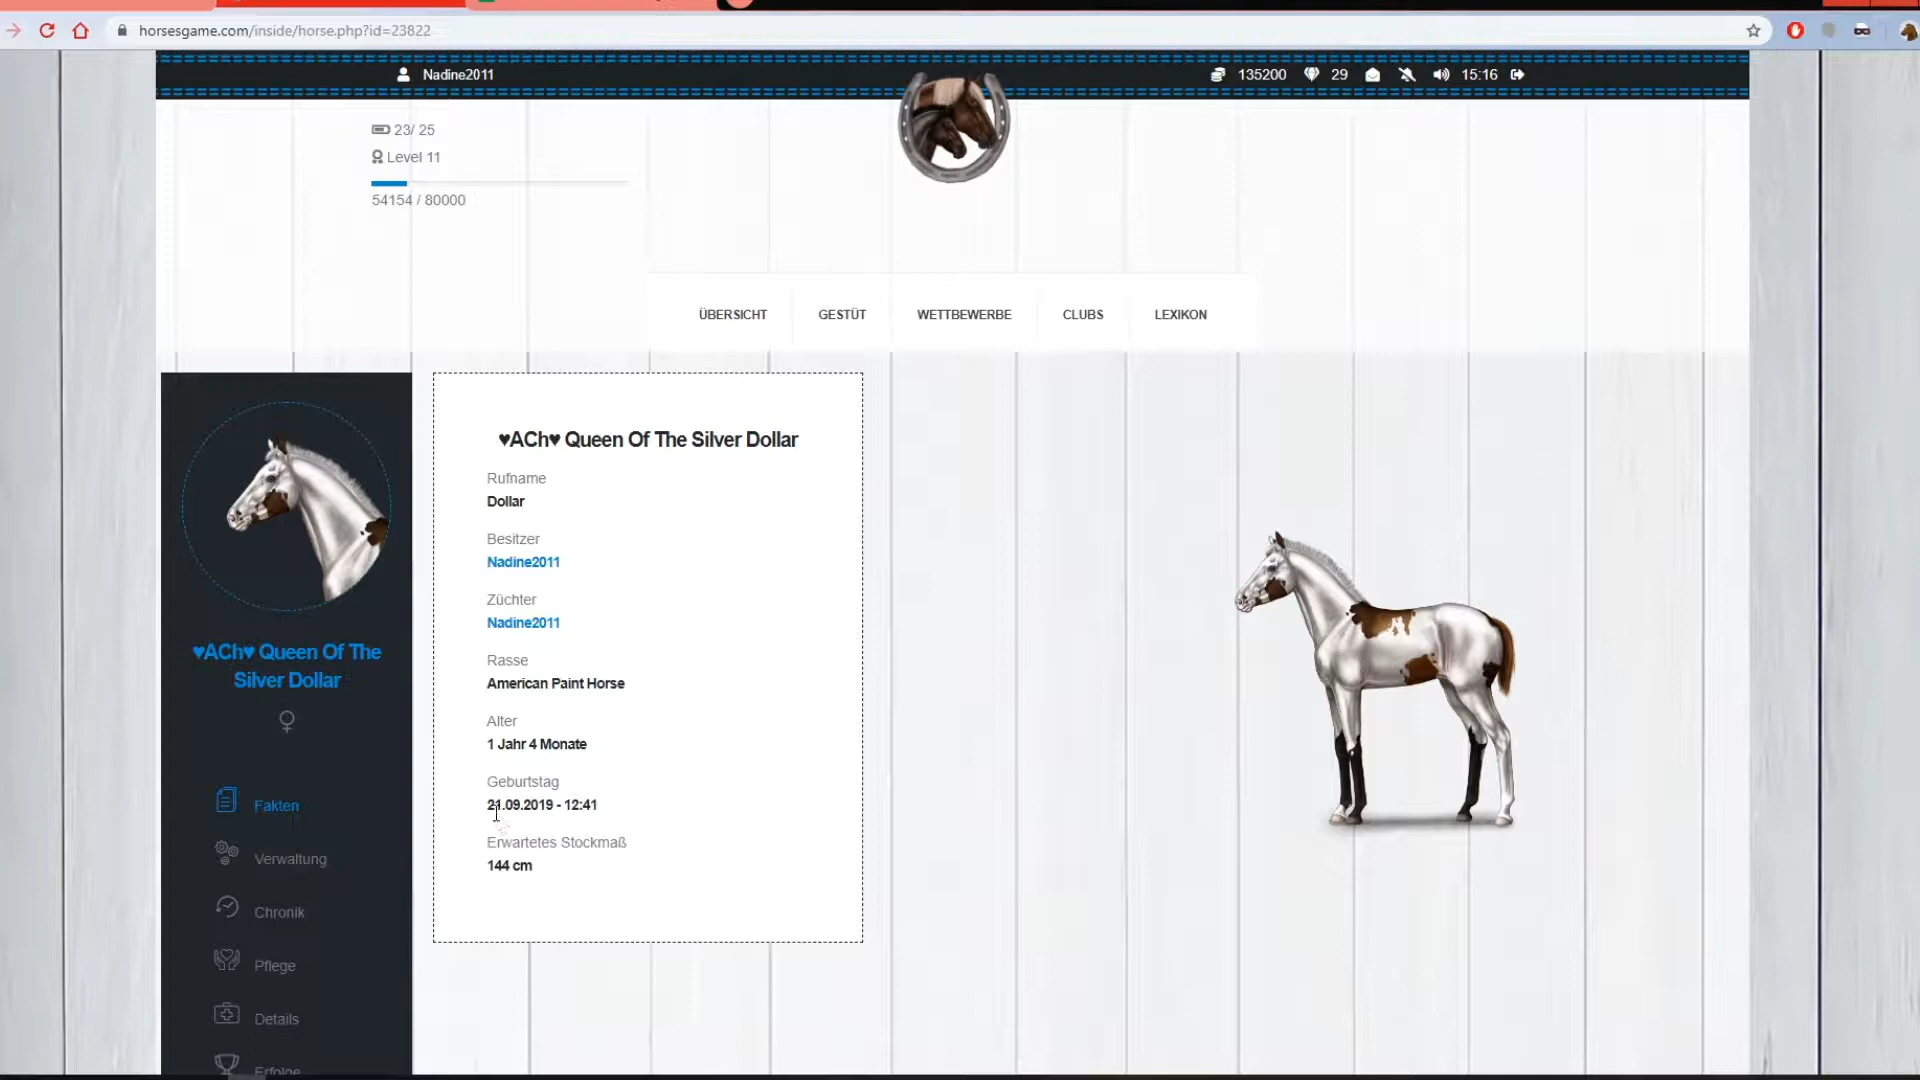 horsesgame.com/inside/horse.php?id=23822
Nadine2011
135200
29
15:16
23/ 25
Level 11
54154 / 80000
ÜBERSICHT
GESTÜT
WETTBEWERBE
CLUBS
LEXIKON
♥ACh♥ Queen Of The
Silver Dollar
Fakten
Verwaltung
Chronik
Pflege
Details
Erfolge
♥ACh♥ Queen Of The Silver Dollar
Rufname
Dollar
Besitzer
Nadine2011
Züchter
Nadine2011
Rasse
American Paint Horse
Alter
1 Jahr 4 Monate
Geburtstag
21.09.2019 - 12:41
Erwartetes Stockmaß
144 cm